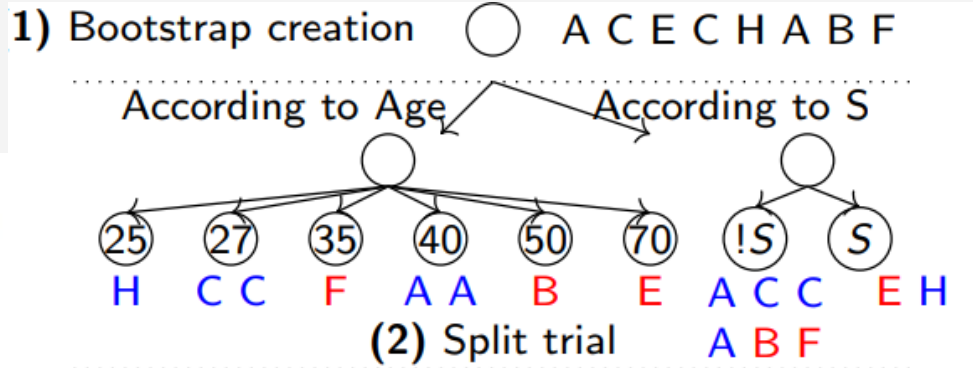 1) Bootstrap creation A C E C H A B F
According to Age According to S
25 27 35 40 50 70 !S S
H C C F A A B E A C C E H
(2) Split trial A B F